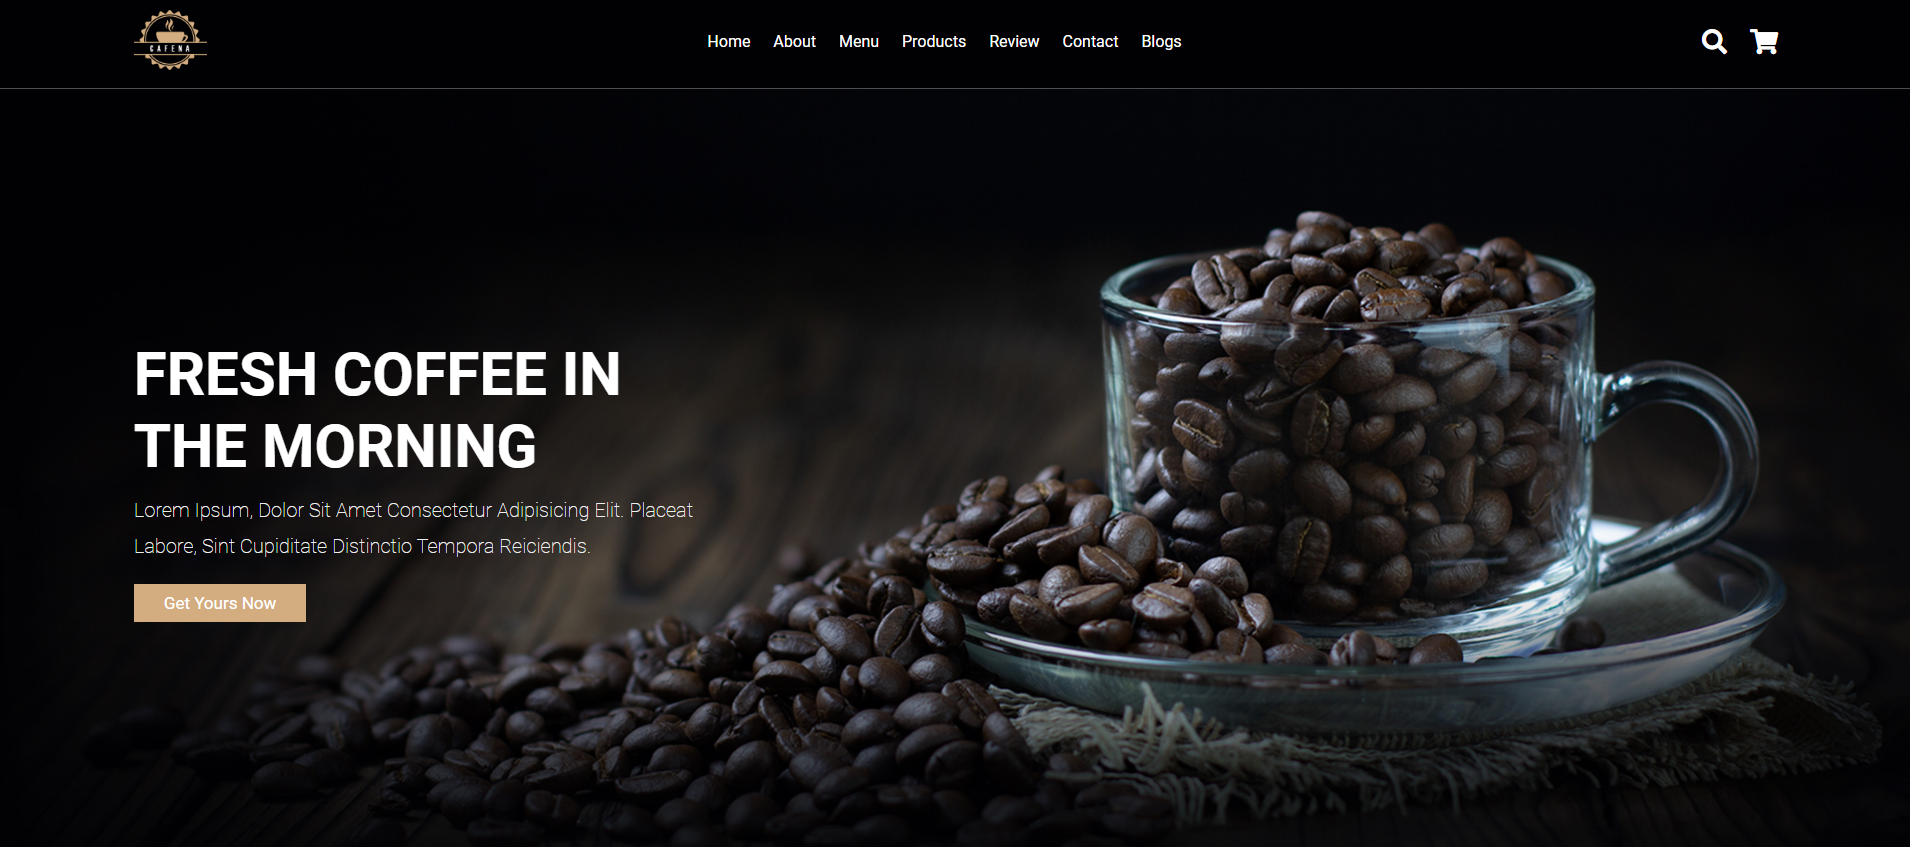 CAFENA
Home About Menu Products Review Contact Blogs
FRESH COFFEE IN
THE MORNING
Lorem Ipsum, Dolor Sit Amet Consectetur Adipisicing Elit. Placeat
Labore, Sint Cupiditate Distinctio Tempora Reiciendis.
Get Yours Now